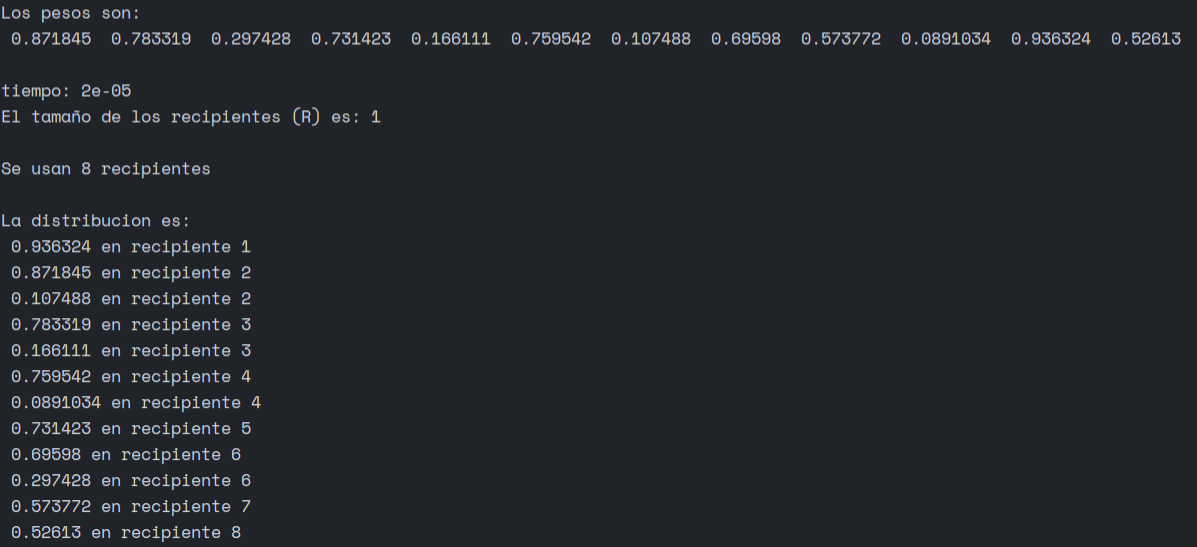 Los pesos son:
0.871845 0.783319 0.297428 0.731423 0.166111 0.759542 0.107488 0.69598 0.573772 0.0891034 0.936324 0.52613
tiempo: 2e-05
El tamaño de los recipientes (R) es: 1
Se usan 8 recipientes
La distribucion es:
0.936324 en recipiente 1
0.871845 en recipiente 2
0.107488 en recipiente 2
0.783319 en recipiente 3
0.166111 en recipiente 3
0.759542 en recipiente 4
0.0891034 en recipiente 4
0.731423 en recipiente 5
0.69598 en recipiente 6
0.297428 en recipiente 6
0.573772 en recipiente 7
0.52613 en recipiente 8